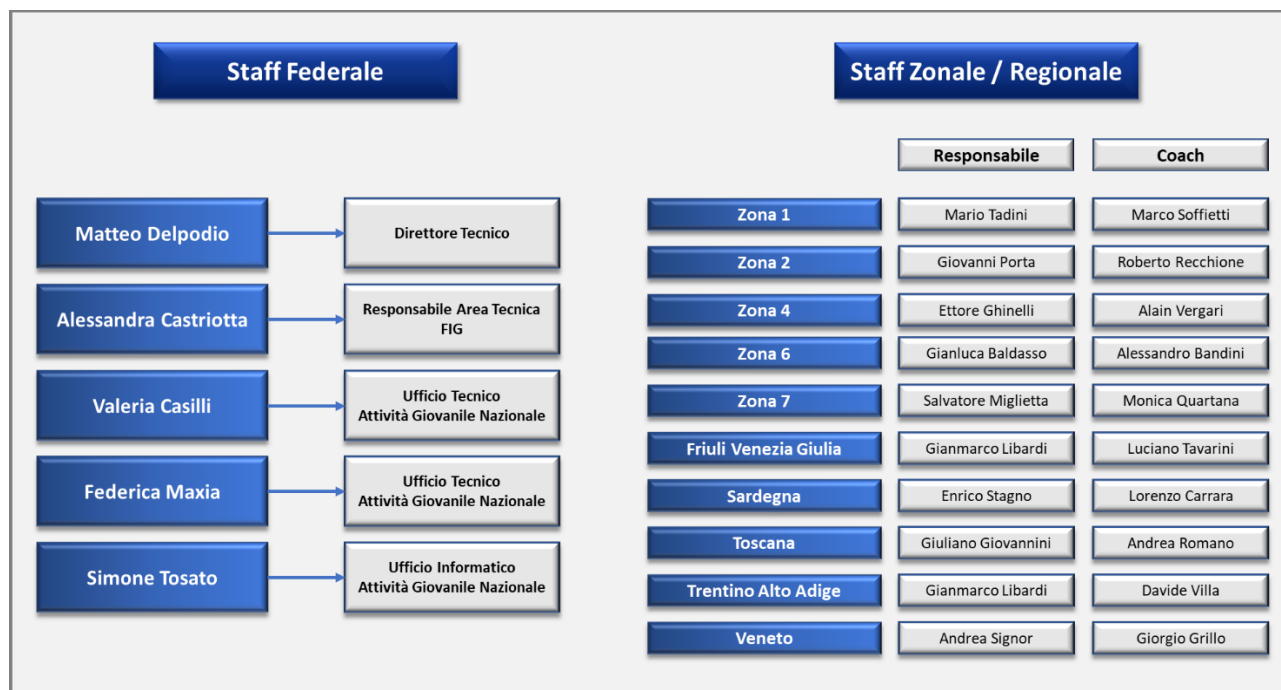 Staff Federale
Matteo Delpodio
Direttore Tecnico
Alessandra Castriotta
Responsabile Area Tecnica
FIG
Valeria Casilli
Ufficio Tecnico
Attività Giovanile Nazionale
Federica Maxia
Ufficio Tecnico
Attività Giovanile Nazionale
Simone Tosato
Ufficio Informatico
Attività Giovanile Nazionale
Staff Zonale / Regionale
Responsabile Coach
Zona 1 Mario Tadini Marco Soffietti
Zona 2 Giovanni Porta Roberto Recchione
Zona 4 Ettore Ghinelli Alain Vergari
Zona 6 Gianluca Baldasso Alessandro Bandini
Zona 7 Salvatore Miglietta Monica Quartana
Friuli Venezia Giulia Gianmarco Libardi Luciano Tavarini
Sardegna Enrico Stagno Lorenzo Carrara
Toscana Giuliano Giovannini Andrea Romano
Trentino Alto Adige Gianmarco Libardi Davide Villa
Veneto Andrea Signor Giorgio Grillo